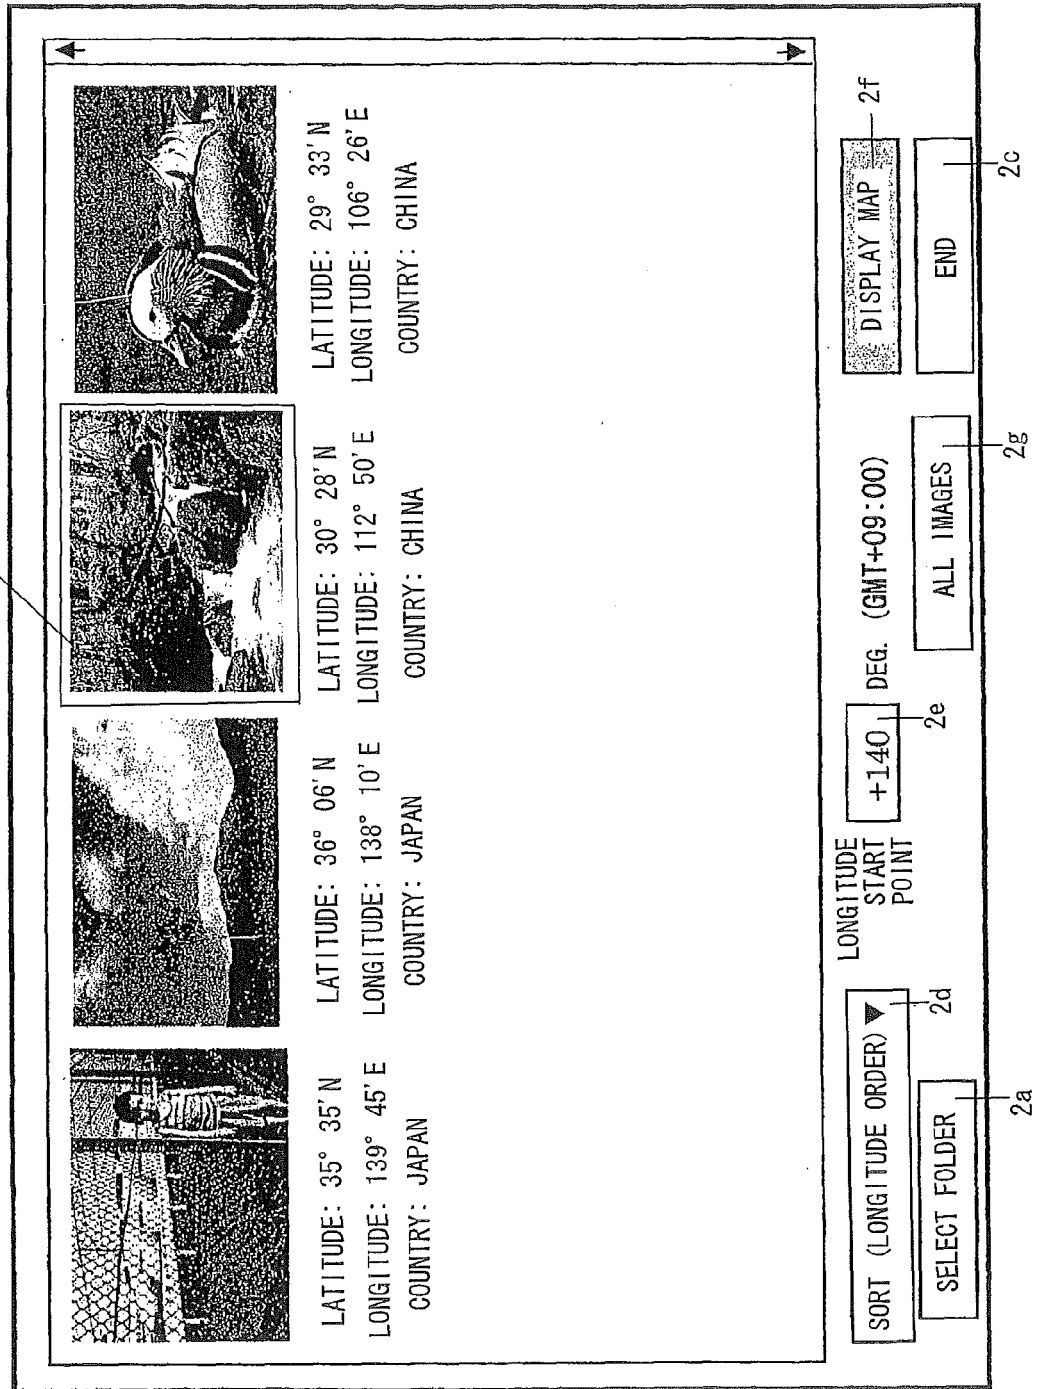 LATITUDE: 35° 35'N
LONGITUDE: 139° 45'E
COUNTRY: JAPAN
LATITUDE: 36° 06'N
LONGITUDE: 138° 10'E
COUNTRY: JAPAN
LATITUDE: 30° 28'N
LONGITUDE: 112° 50'E
COUNTRY: CHINA
LATITUDE: 29° 33'N
LONGITUDE: 106° 26'E
COUNTRY: CHINA
SORT (LONGITUDE ORDER) ▼
2d
LONGITUDE
START
POINT
+140 DEG. (GMT+09:00)
2e
DISPLAY MAP
2f
SELECT FOLDER
2a
ALL IMAGES
2g
END
2c